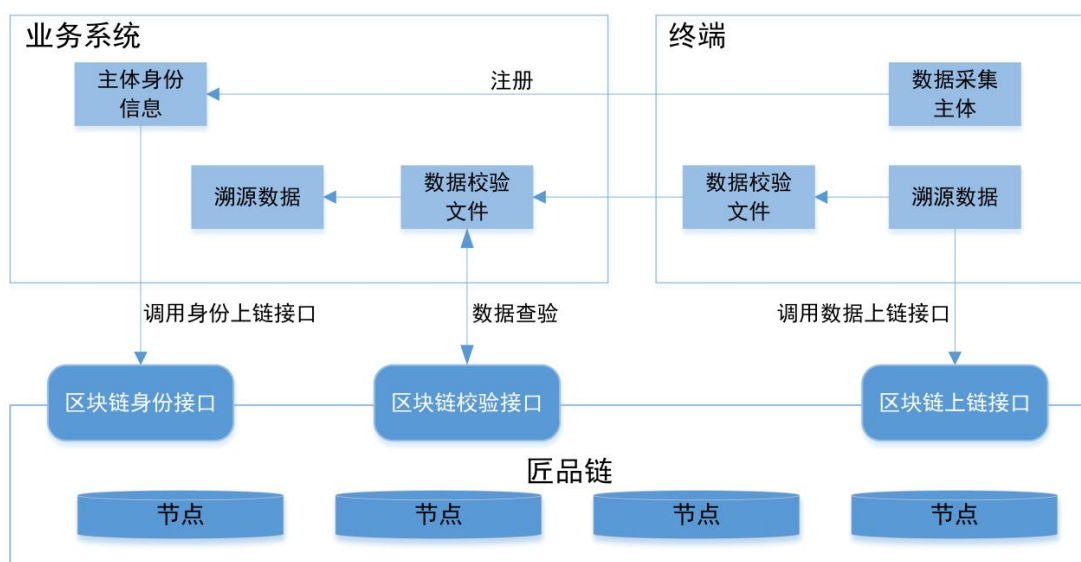 业务系统
终端
主体身份
信息
注册
数据采集
主体
溯源数据
数据校验
文件
数据校验
文件
溯源数据
调用身份上链接口
数据查验
调用数据上链接口
区块链身份接口
区块链校验接口
区块链上链接口
匠品链
节点
节点
节点
节点